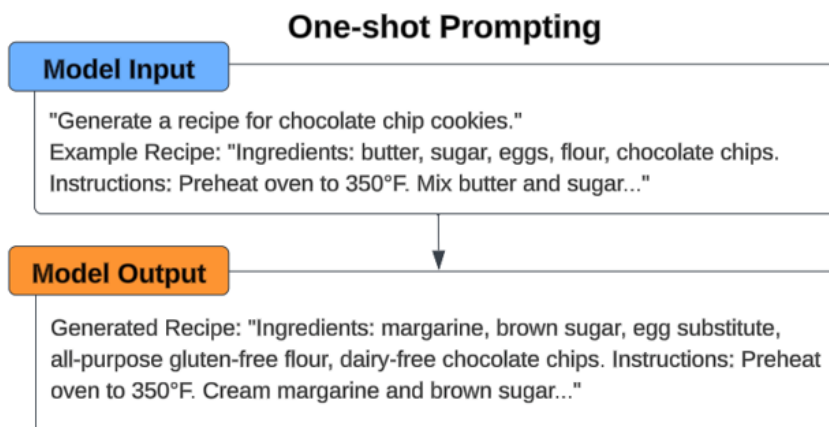 One-shot Prompting
Model Input
"Generate a recipe for chocolate chip cookies."
Example Recipe: "Ingredients: butter, sugar, eggs, flour, chocolate chips.
Instructions: Preheat oven to 350°F. Mix butter and sugar..."
Model Output
Generated Recipe: "Ingredients: margarine, brown sugar, egg substitute,
all-purpose gluten-free flour, dairy-free chocolate chips. Instructions: Preheat
oven to 350°F. Cream margarine and brown sugar..."